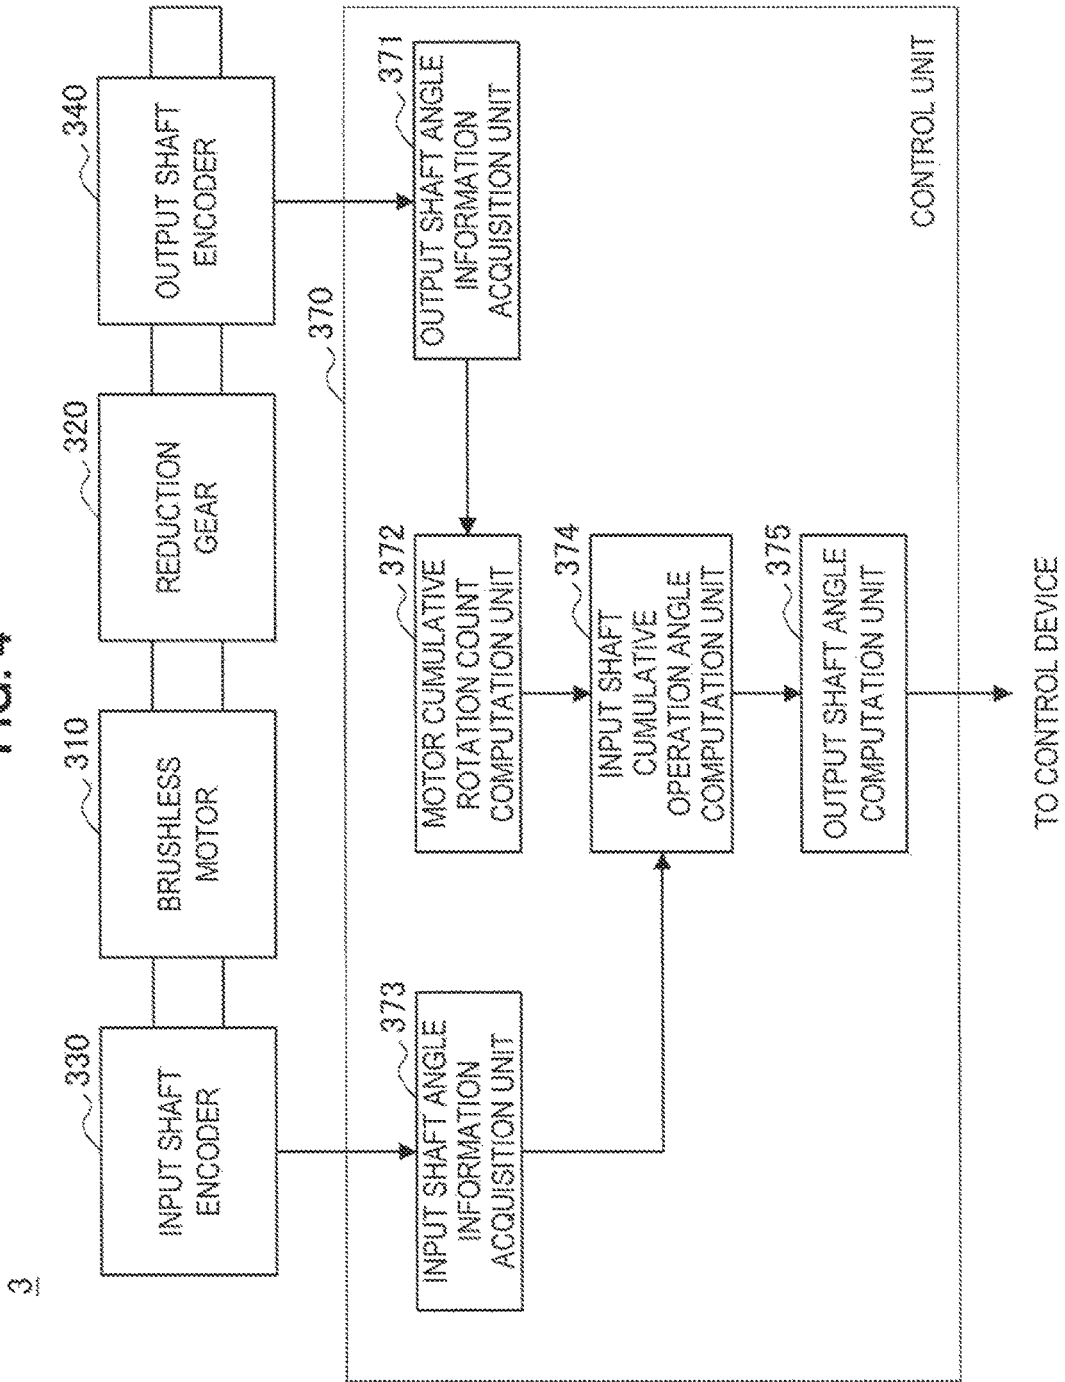 3
330
INPUT SHAFT
ENCODER
310
BRUSHLESS
MOTOR
320
REDUCTION
GEAR
340
OUTPUT SHAFT
ENCODER
370
373
INPUT SHAFT ANGLE
INFORMATION
ACQUISITION UNIT
372
MOTOR CUMULATIVE
ROTATION COUNT
COMPUTATION UNIT
371
OUTPUT SHAFT ANGLE
INFORMATION
ACQUISITION UNIT
374
INPUT SHAFT
CUMULATIVE
OPERATION ANGLE
COMPUTATION UNIT
375
OUTPUT SHAFT ANGLE
COMPUTATION UNIT
CONTROL UNIT
TO CONTROL DEVICE